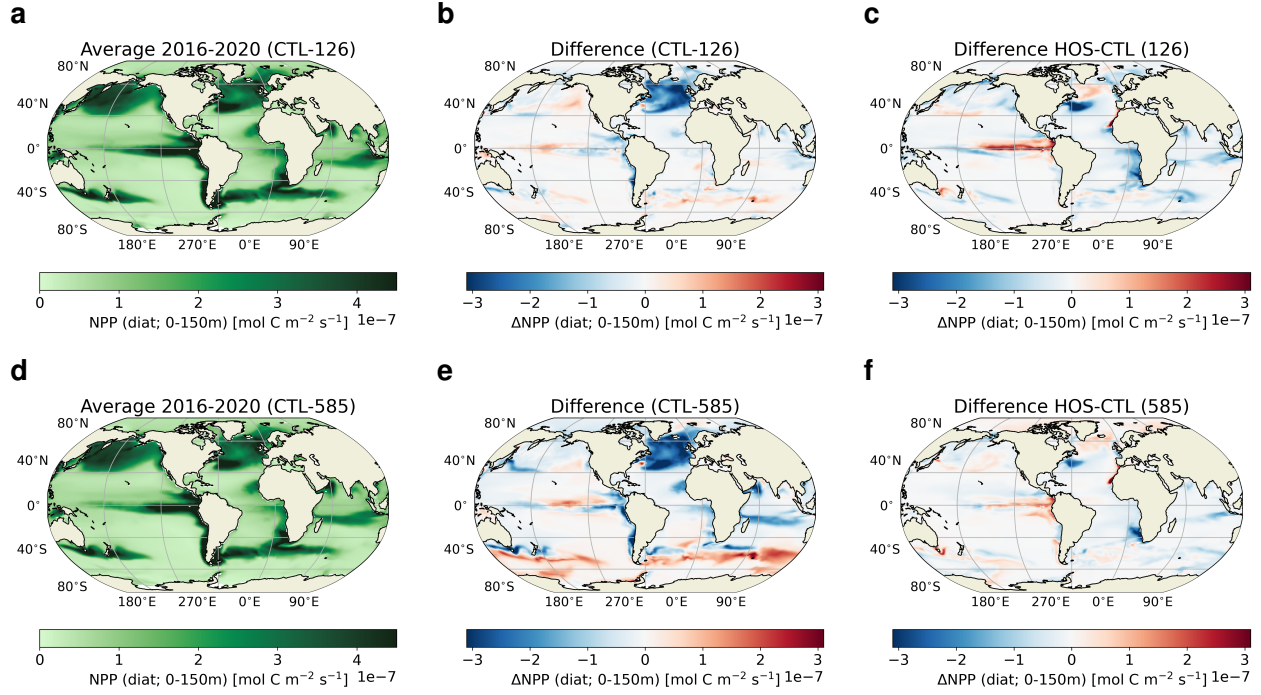 a
b
c
Average 2016-2020 (CTL-126)
Difference (CTL-126)
Difference HOS-CTL (126)
80°N
40°N
0°
40°S
80°S
180°E 270°E 0°E 90°E
80°N
40°N
0°
40°S
80°S
180°E 270°E 0°E 90°E
80°N
40°N
0°
40°S
80°S
180°E 270°E 0°E 90°E
0 1 2 3 4
NPP (diat; 0-150m) [mol C m⁻² s⁻¹] 1e−7
−3 −2 −1 0 1 2 3
ΔNPP (diat; 0-150m) [mol C m⁻² s⁻¹] 1e−7
−3 −2 −1 0 1 2 3
ΔNPP (diat; 0-150m) [mol C m⁻² s⁻¹] 1e−7
d
e
f
Average 2016-2020 (CTL-585)
Difference (CTL-585)
Difference HOS-CTL (585)
80°N
40°N
0°
40°S
80°S
180°E 270°E 0°E 90°E
80°N
40°N
0°
40°S
80°S
180°E 270°E 0°E 90°E
80°N
40°N
0°
40°S
80°S
180°E 270°E 0°E 90°E
0 1 2 3 4
NPP (diat; 0-150m) [mol C m⁻² s⁻¹] 1e−7
−3 −2 −1 0 1 2 3
ΔNPP (diat; 0-150m) [mol C m⁻² s⁻¹] 1e−7
−3 −2 −1 0 1 2 3
ΔNPP (diat; 0-150m) [mol C m⁻² s⁻¹] 1e−7